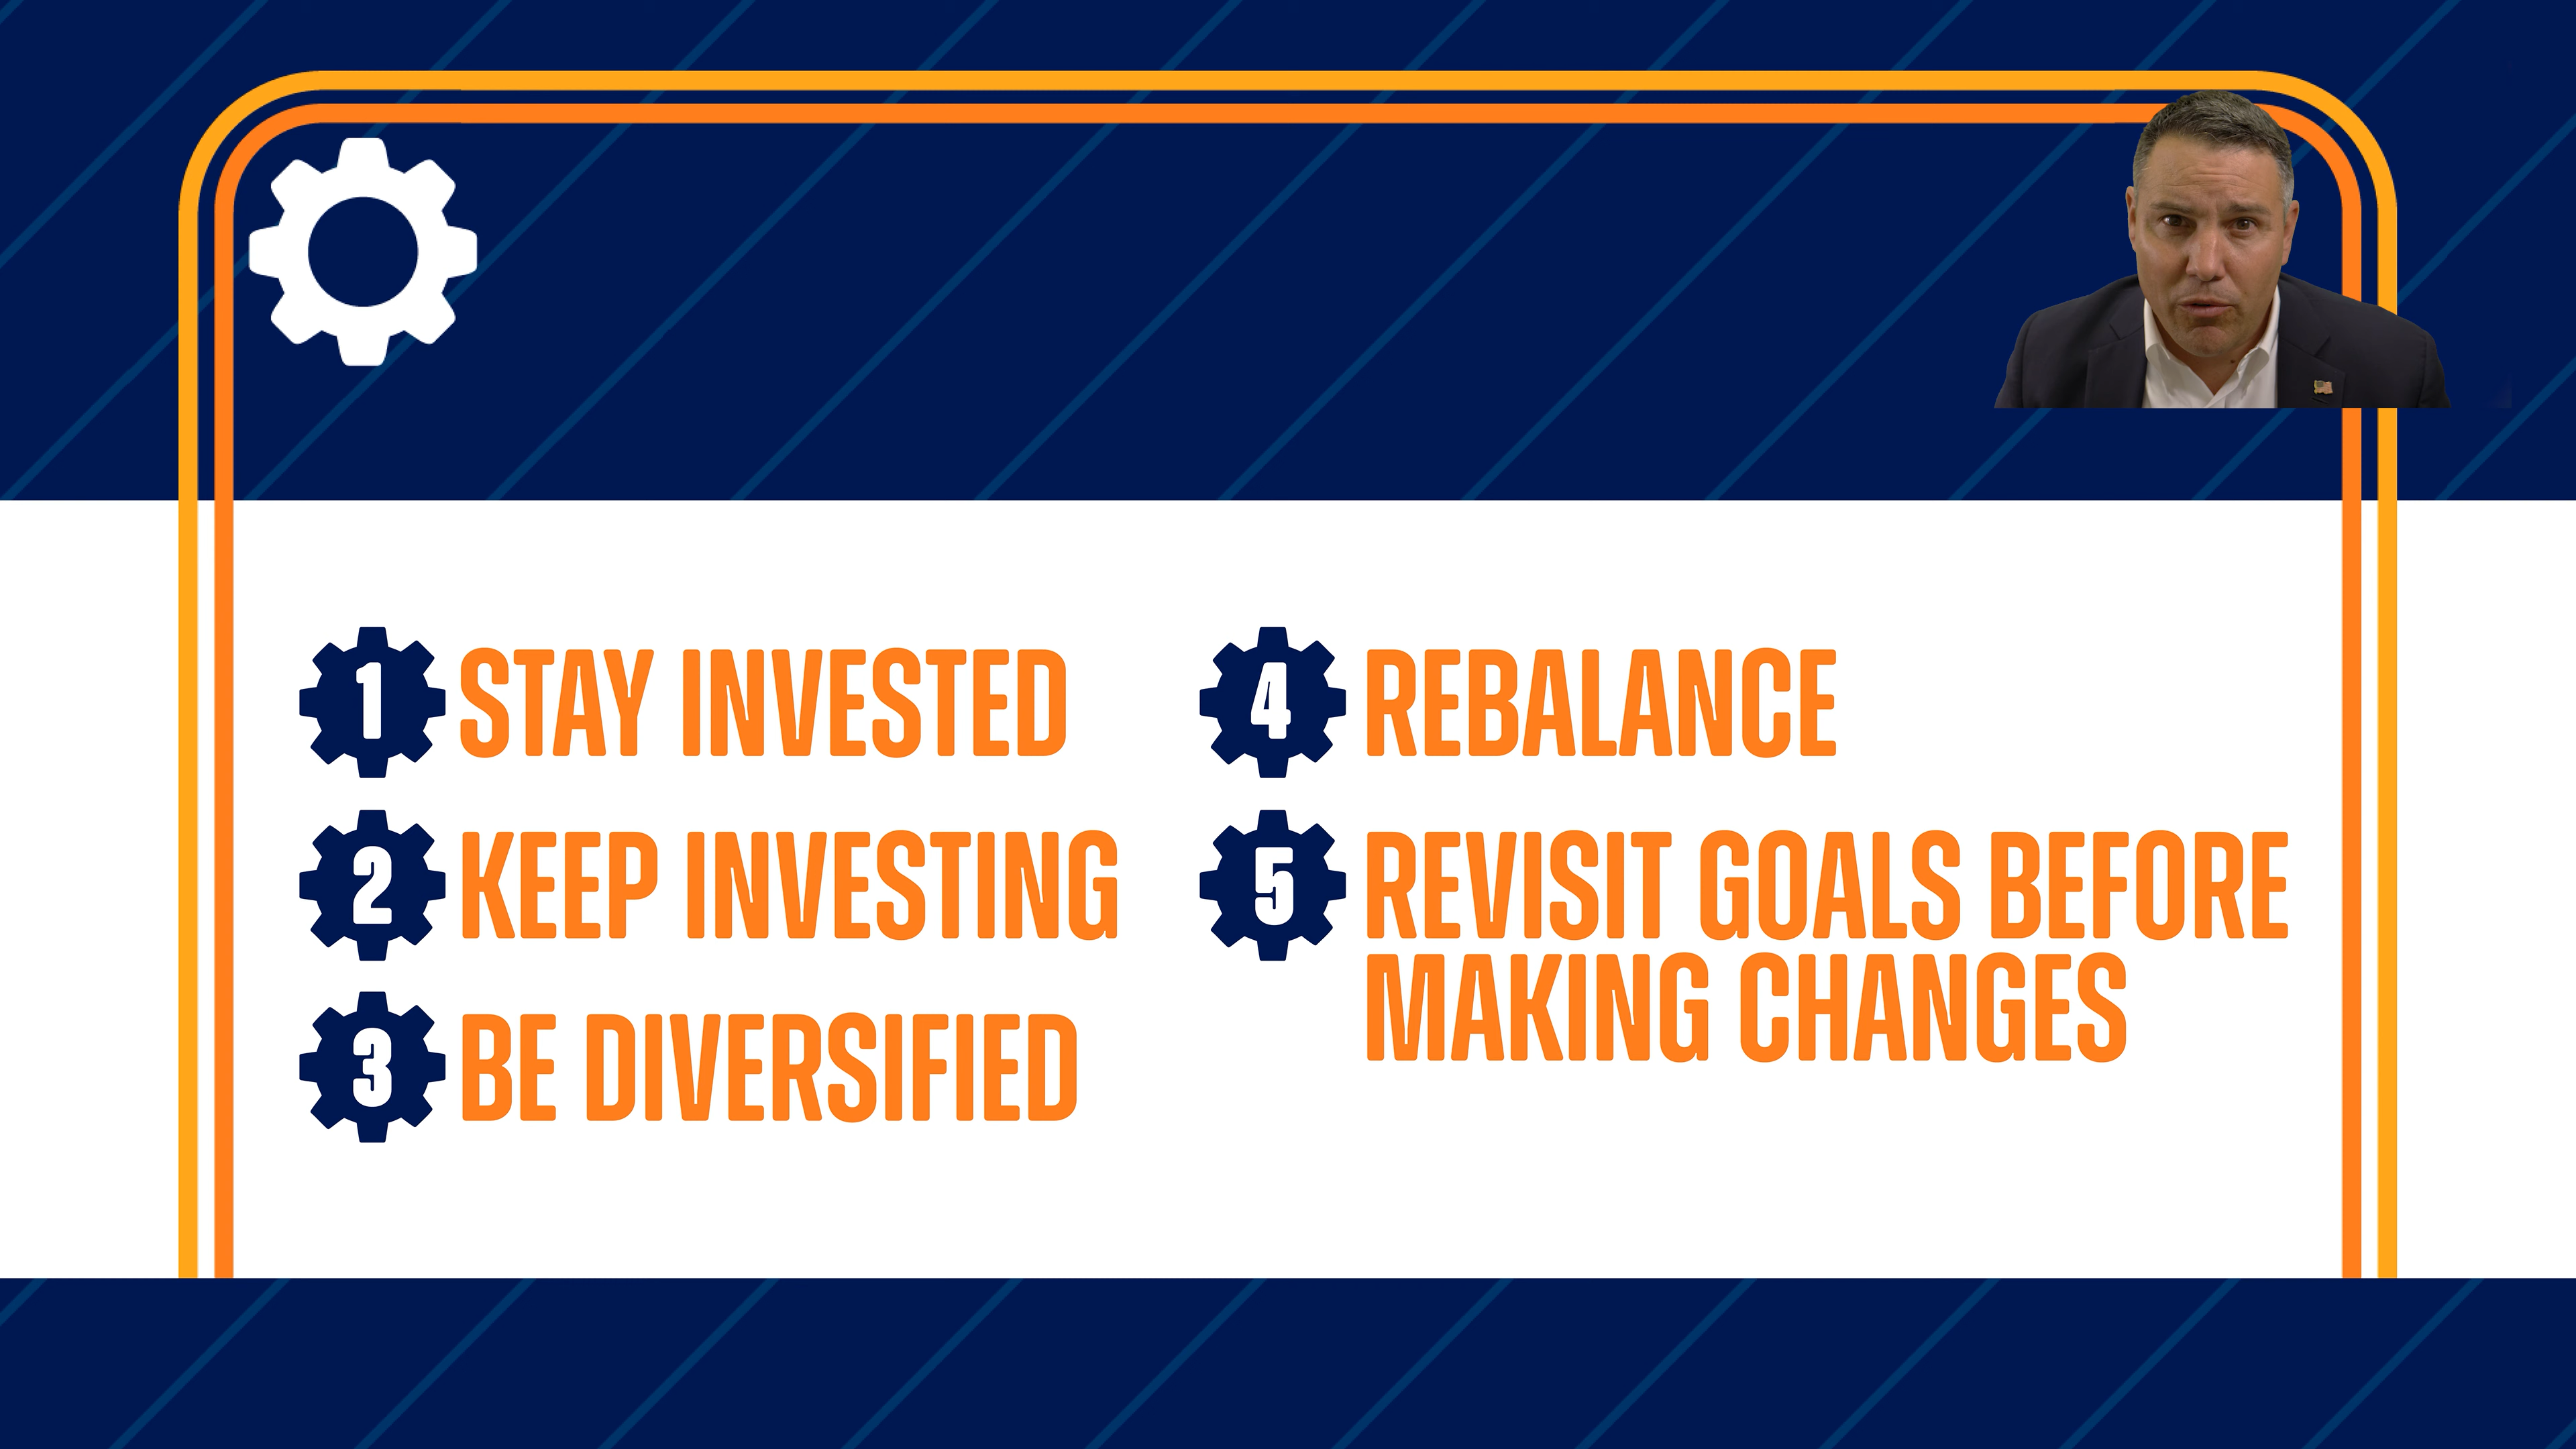 1 STAY INVESTED
2 KEEP INVESTING
3 BE DIVERSIFIED
4 REBALANCE
5 REVISIT GOALS BEFORE
MAKING CHANGES